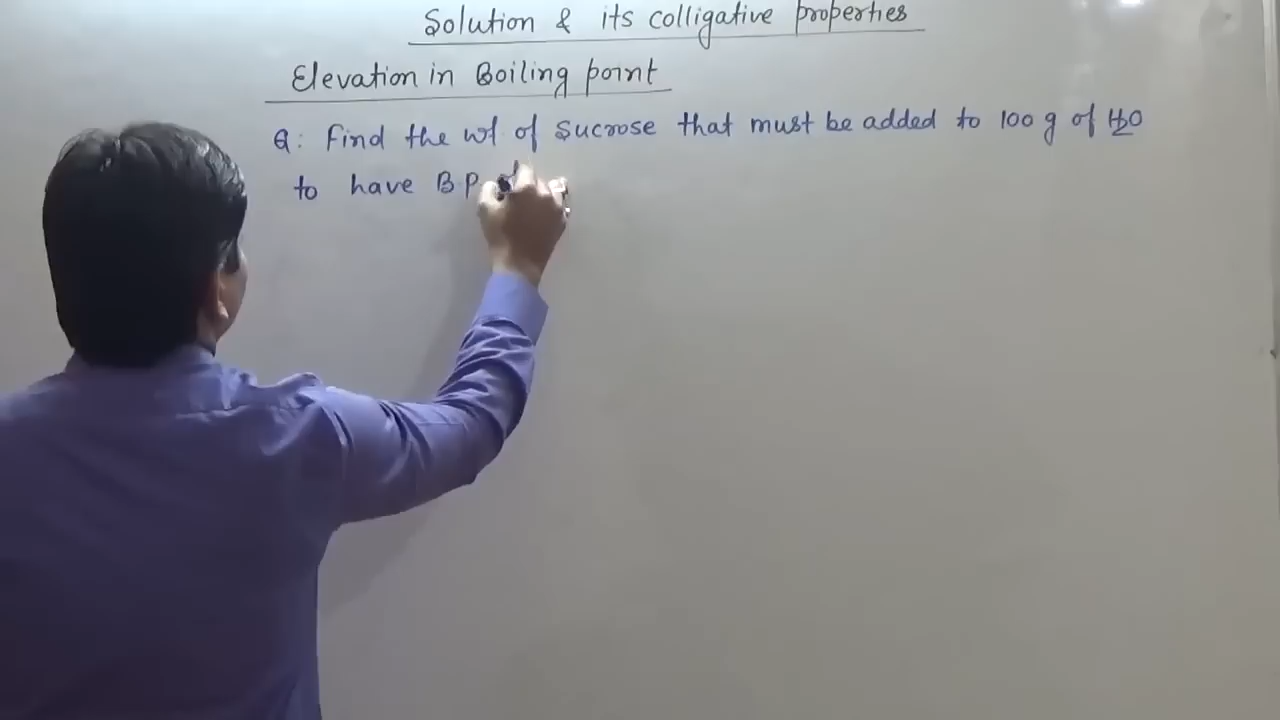 Solution & its colligative properties
Elevation in Boiling point
Q: Find the wt of Sucrose that must be added to 100 g of H2O
to have BP